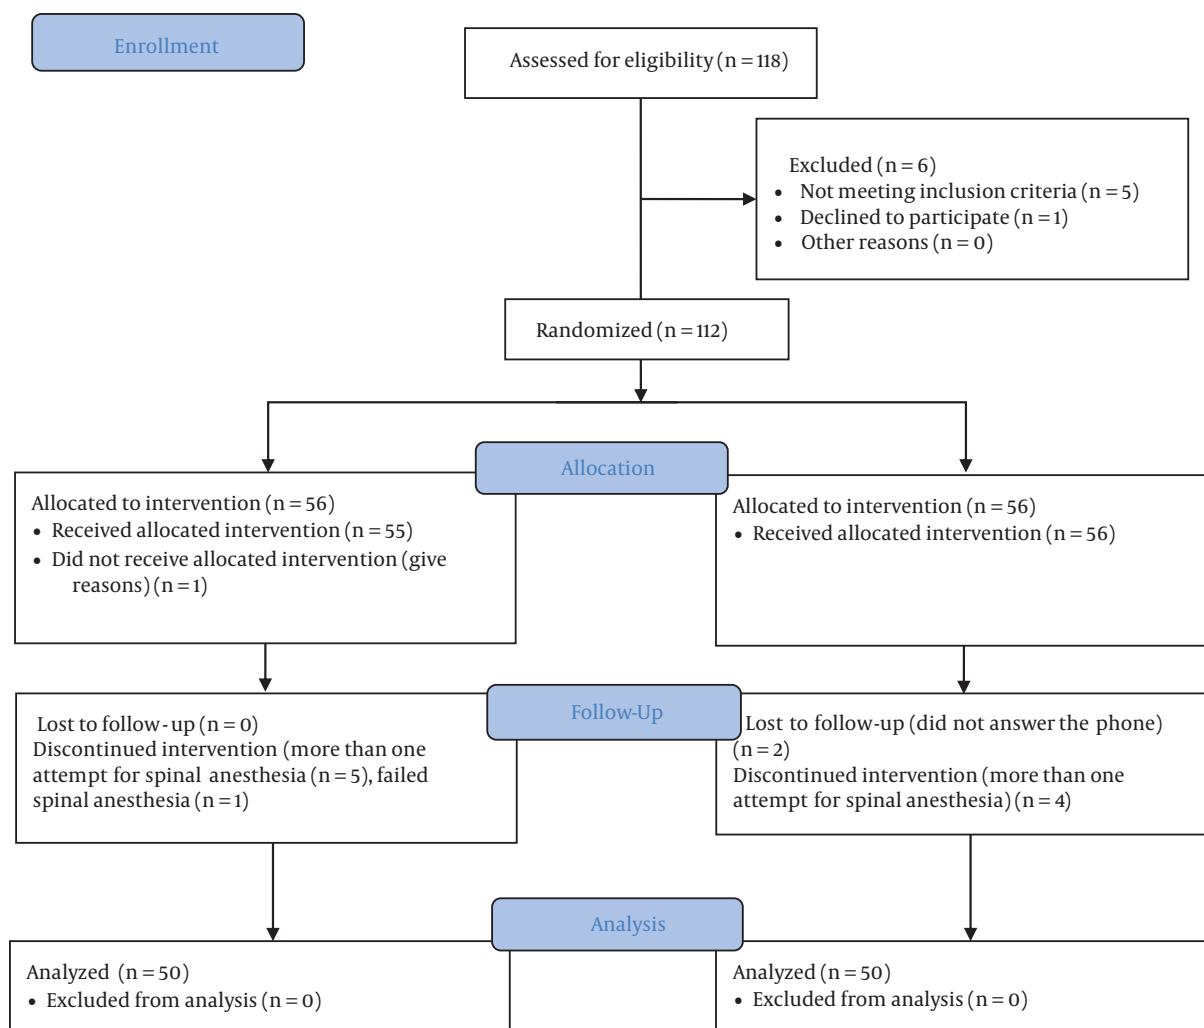 Enrollment
Assessed for eligibility (n = 118)
Excluded (n = 6)
• Not meeting inclusion criteria (n = 5)
• Declined to participate (n = 1)
• Other reasons (n = 0)
Randomized (n = 112)
Allocation
Allocated to intervention (n = 56)
• Received allocated intervention (n = 55)
• Did not receive allocated intervention (give
reasons) (n = 1)
Allocated to intervention (n = 56)
• Received allocated intervention (n = 56)
Follow-Up
Lost to follow-up (n = 0)
Discontinued intervention (more than one
attempt for spinal anesthesia (n = 5), failed
spinal anesthesia (n = 1)
Lost to follow-up (did not answer the phone)
(n = 2)
Discontinued intervention (more than one
attempt for spinal anesthesia) (n = 4)
Analysis
Analyzed (n = 50)
• Excluded from analysis (n = 0)
Analyzed (n = 50)
• Excluded from analysis (n = 0)